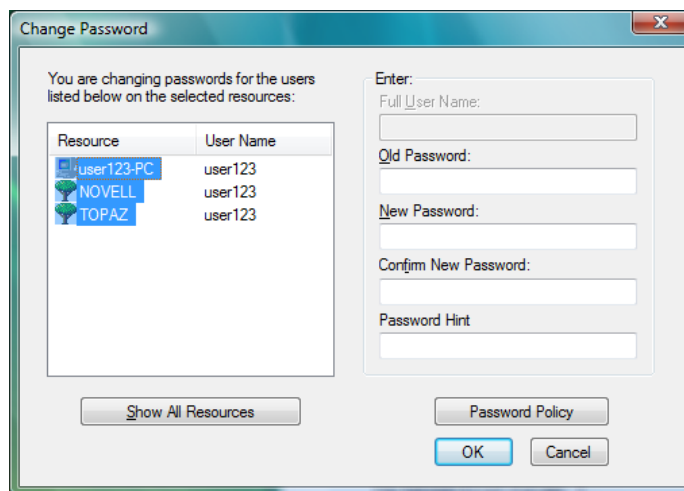 Change Password
You are changing passwords for the users
listed below on the selected resources:
Resource User Name
user123-PC user123
NOVELL user123
TOPAZ user123
Show All Resources
Enter:
Full User Name:
Old Password:
New Password:
Confirm New Password:
Password Hint
Password Policy
OK Cancel